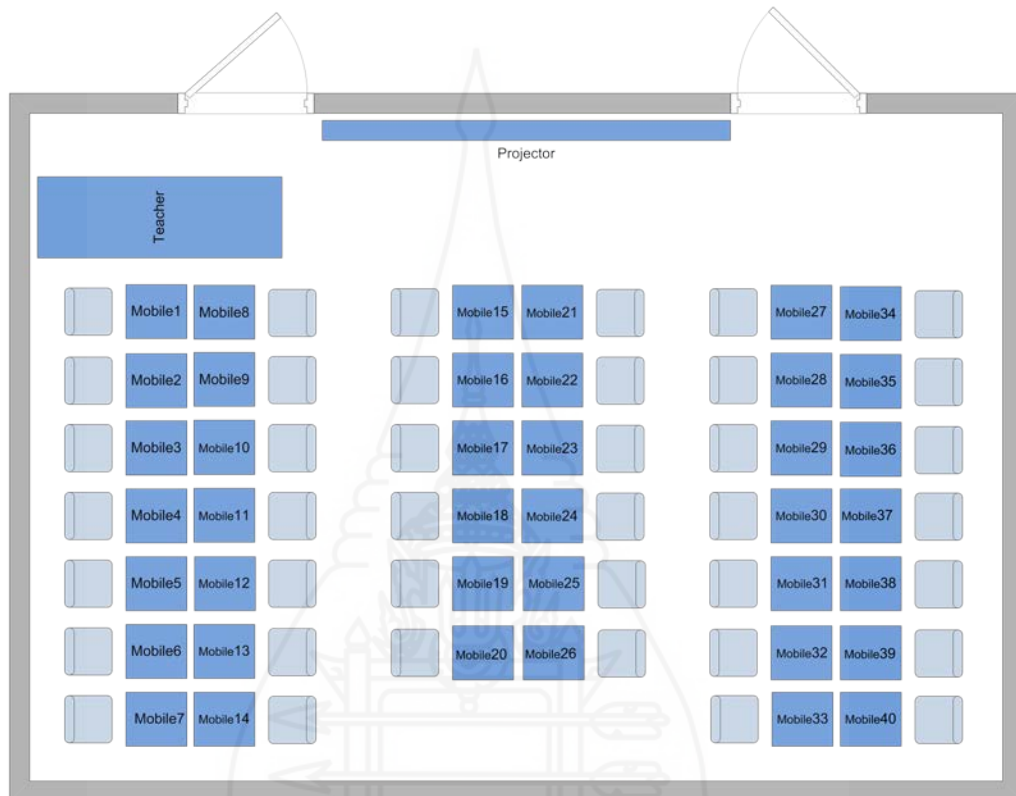 Projector
Teacher
Mobile1 Mobile8 Mobile15 Mobile21 Mobile27 Mobile34
Mobile2 Mobile9 Mobile16 Mobile22 Mobile28 Mobile35
Mobile3 Mobile10 Mobile17 Mobile23 Mobile29 Mobile36
Mobile4 Mobile11 Mobile18 Mobile24 Mobile30 Mobile37
Mobile5 Mobile12 Mobile19 Mobile25 Mobile31 Mobile38
Mobile6 Mobile13 Mobile20 Mobile26 Mobile32 Mobile39
Mobile7 Mobile14 Mobile33 Mobile40